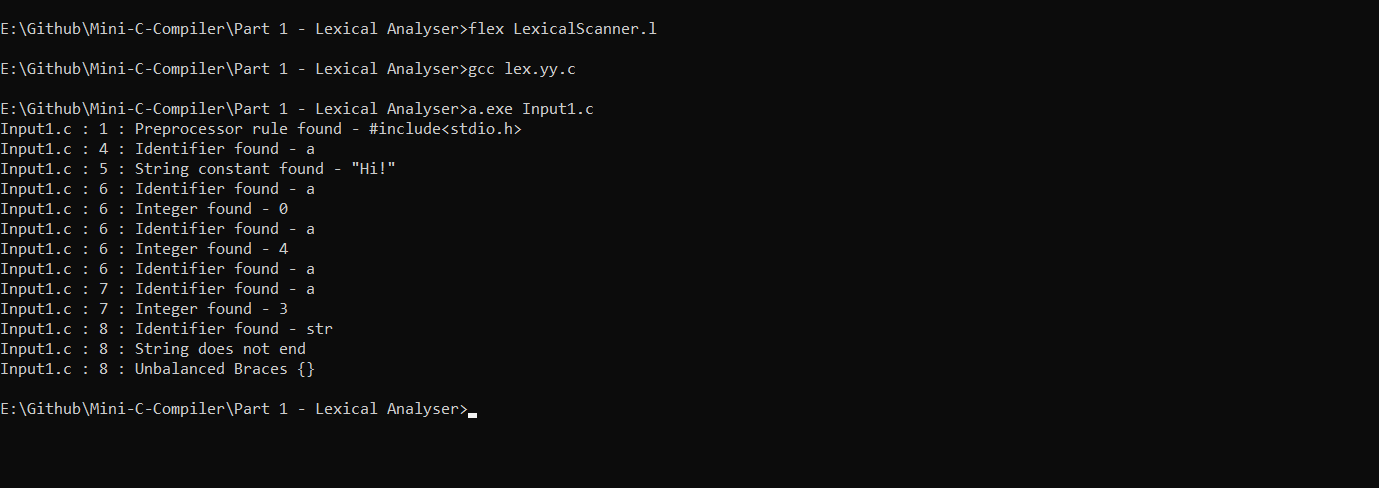 E:\Github\Mini-C-Compiler\Part 1 - Lexical Analyser>flex LexicalScanner.l
E:\Github\Mini-C-Compiler\Part 1 - Lexical Analyser>gcc lex.yy.c
E:\Github\Mini-C-Compiler\Part 1 - Lexical Analyser>a.exe Input1.c
Input1.c : 1 : Preprocessor rule found - #include<stdio.h>
Input1.c : 4 : Identifier found - a
Input1.c : 5 : String constant found - "Hi!"
Input1.c : 6 : Identifier found - a
Input1.c : 6 : Integer found - 0
Input1.c : 6 : Identifier found - a
Input1.c : 6 : Integer found - 4
Input1.c : 6 : Identifier found - a
Input1.c : 7 : Identifier found - a
Input1.c : 7 : Integer found - 3
Input1.c : 8 : Identifier found - str
Input1.c : 8 : String does not end
Input1.c : 8 : Unbalanced Braces {}
E:\Github\Mini-C-Compiler\Part 1 - Lexical Analyser>